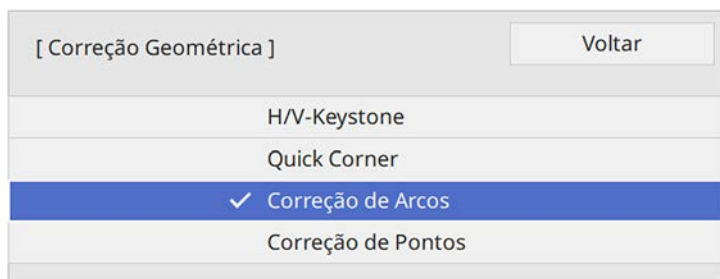 [ Correção Geométrica ]
Voltar
H/V-Keystone
Quick Corner
Correção de Arcos
Correção de Pontos